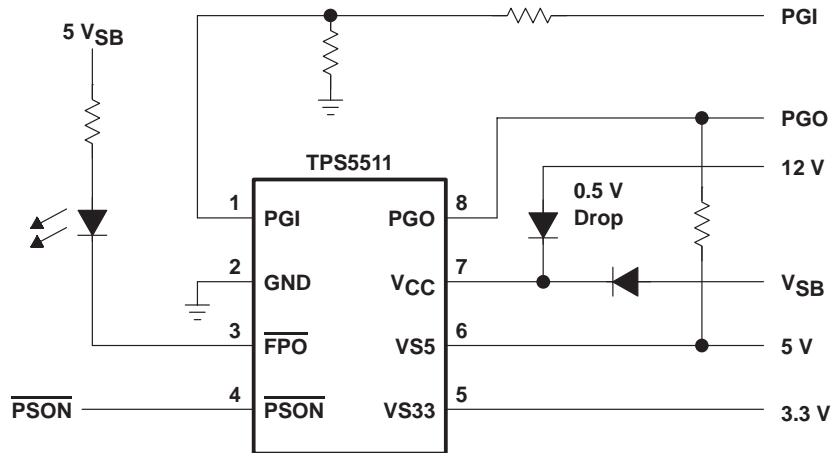 PGI
5 VSB
PGO
TPS5511
12 V
0.5 V
Drop
1 PGI PGO 8
2 GND VCC 7 VSB
3 FPO VS5 6 5 V
PSON 4 PSON VS33 5 3.3 V